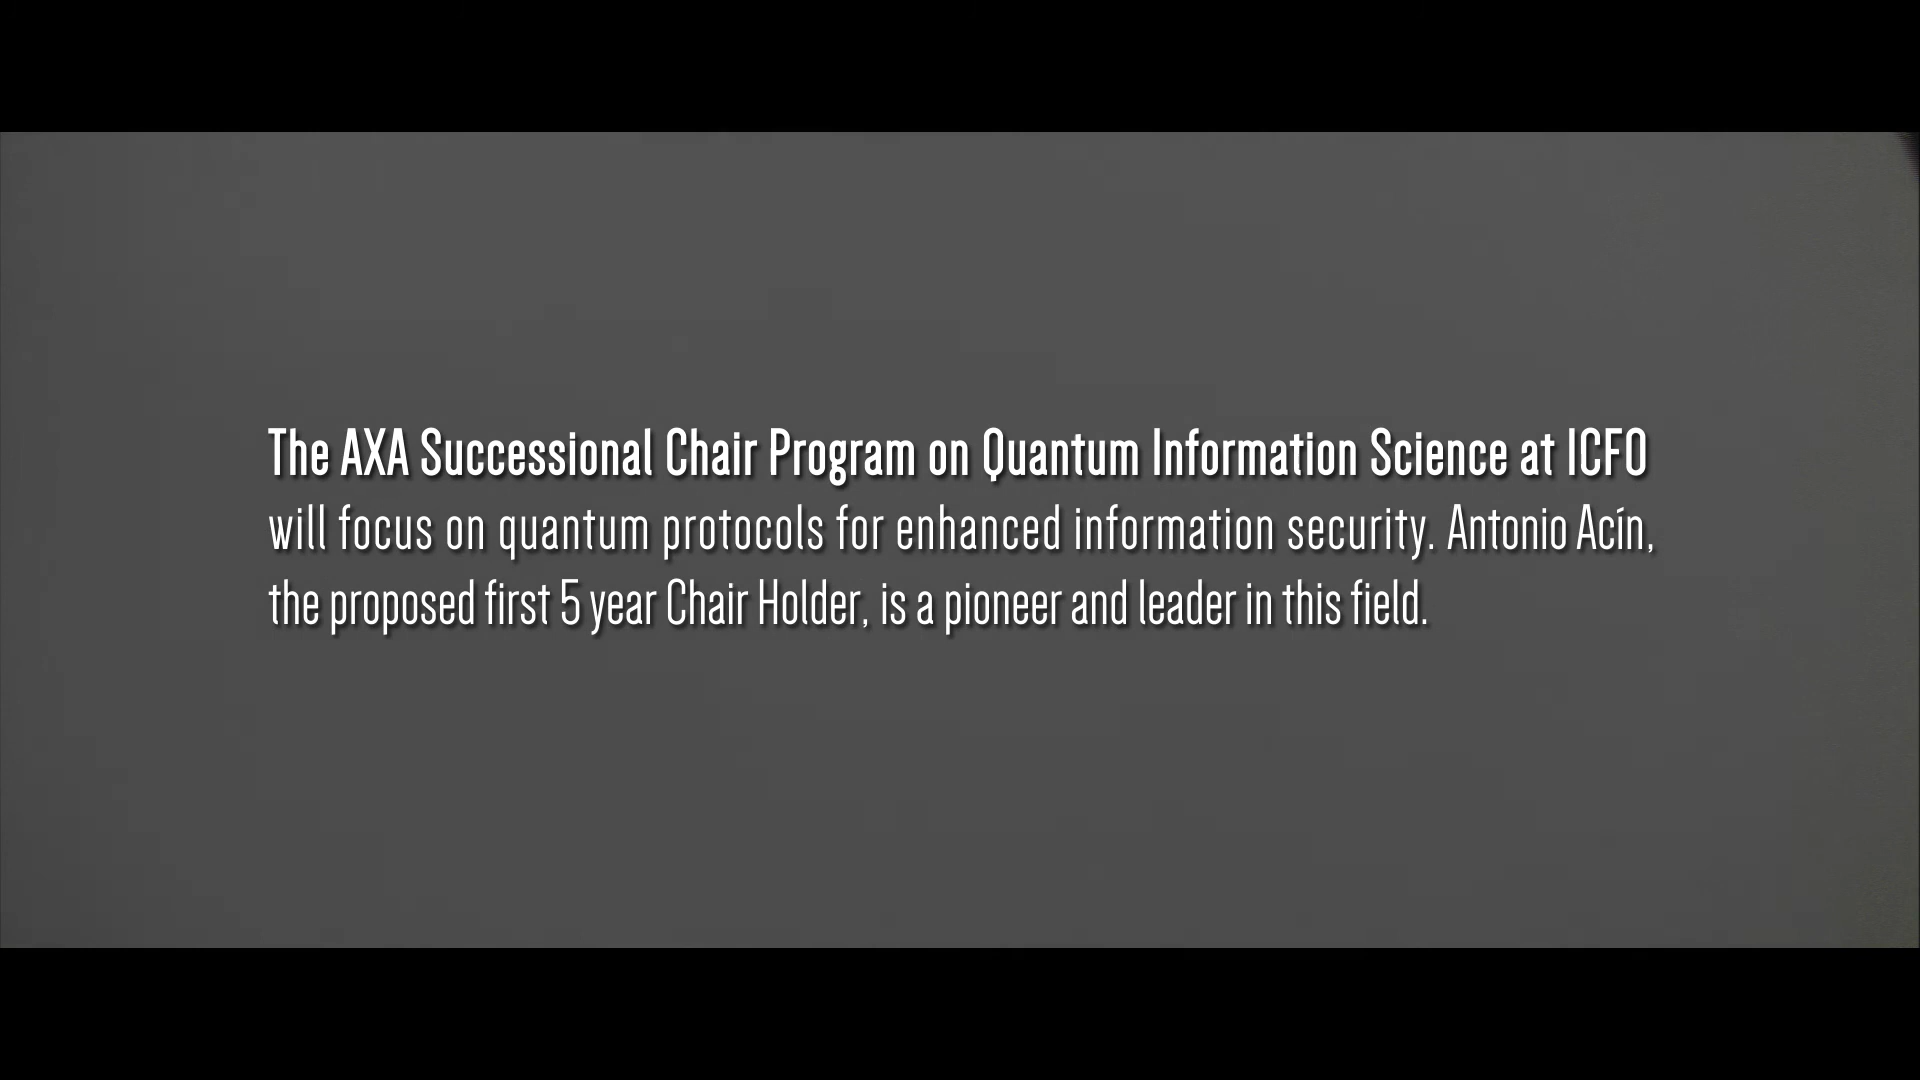 The AXA Successional Chair Program on Quantum Information Science at ICFO
will focus on quantum protocols for enhanced information security. Antonio Acín,
the proposed first 5 year Chair Holder, is a pioneer and leader in this field.